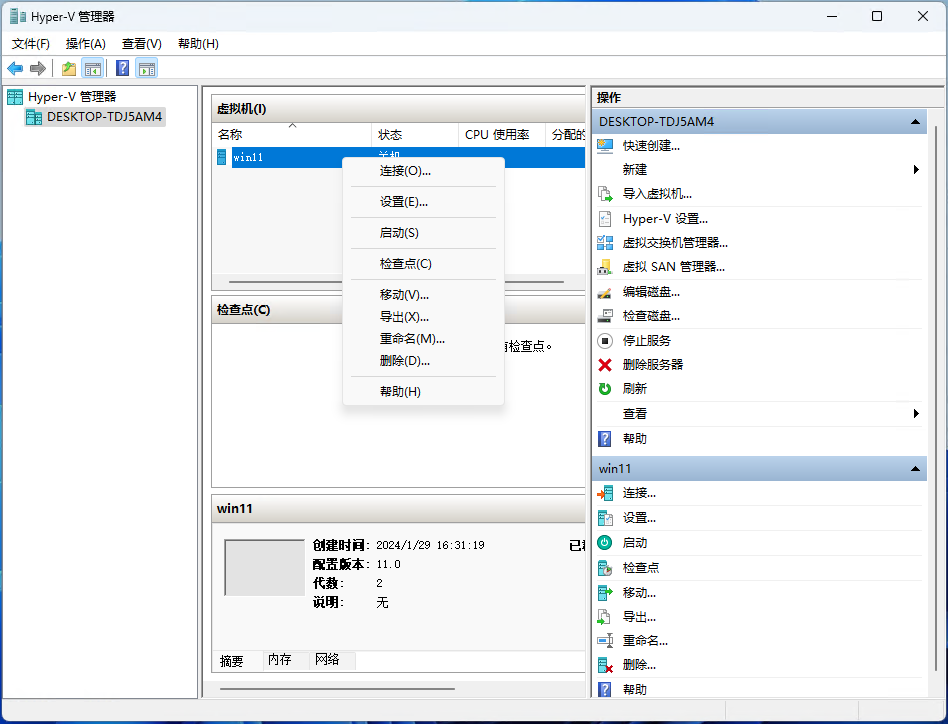 Hyper-V 管理器
文件(F) 操作(A) 查看(V) 帮助(H)
Hyper-V 管理器
DESKTOP-TDJ5AM4
虚拟机(I)
名称 状态 CPU 使用率 分配的
win11 关机
连接(O)...
设置(E)...
启动(S)
检查点(C)
移动(V)...
导出(X)...
重命名(M)...
删除(D)...
帮助(H)
检查点(C)
有检查点。
win11
创建时间: 2024/1/29 16:31:19
配置版本: 11.0
代数: 2
说明: 无
摘要 内存 网络
操作
DESKTOP-TDJ5AM4
快速创建...
新建
导入虚拟机...
Hyper-V 设置...
虚拟交换机管理器...
虚拟 SAN 管理器...
编辑磁盘...
检查磁盘...
停止服务
删除服务器
刷新
查看
帮助
win11
连接...
设置...
启动
检查点
移动...
导出...
重命名...
删除...
帮助